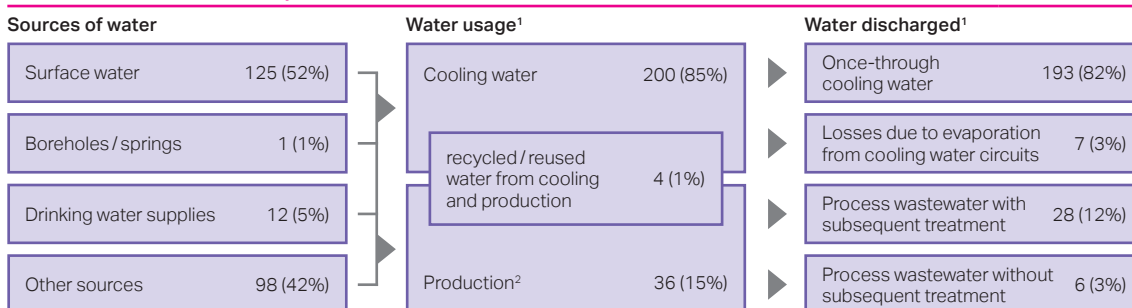 Sources of water
Water usage¹
Water discharged¹
Surface water 125 (52%)
Boreholes / springs 1 (1%)
Drinking water supplies 12 (5%)
Other sources 98 (42%)
Cooling water 200 (85%)
recycled / reused
water from cooling 4 (1%)
and production
Production² 36 (15%)
Once-through
cooling water 193 (82%)
Losses due to evaporation
from cooling water circuits 7 (3%)
Process wastewater with
subsequent treatment 28 (12%)
Process wastewater without
subsequent treatment 6 (3%)